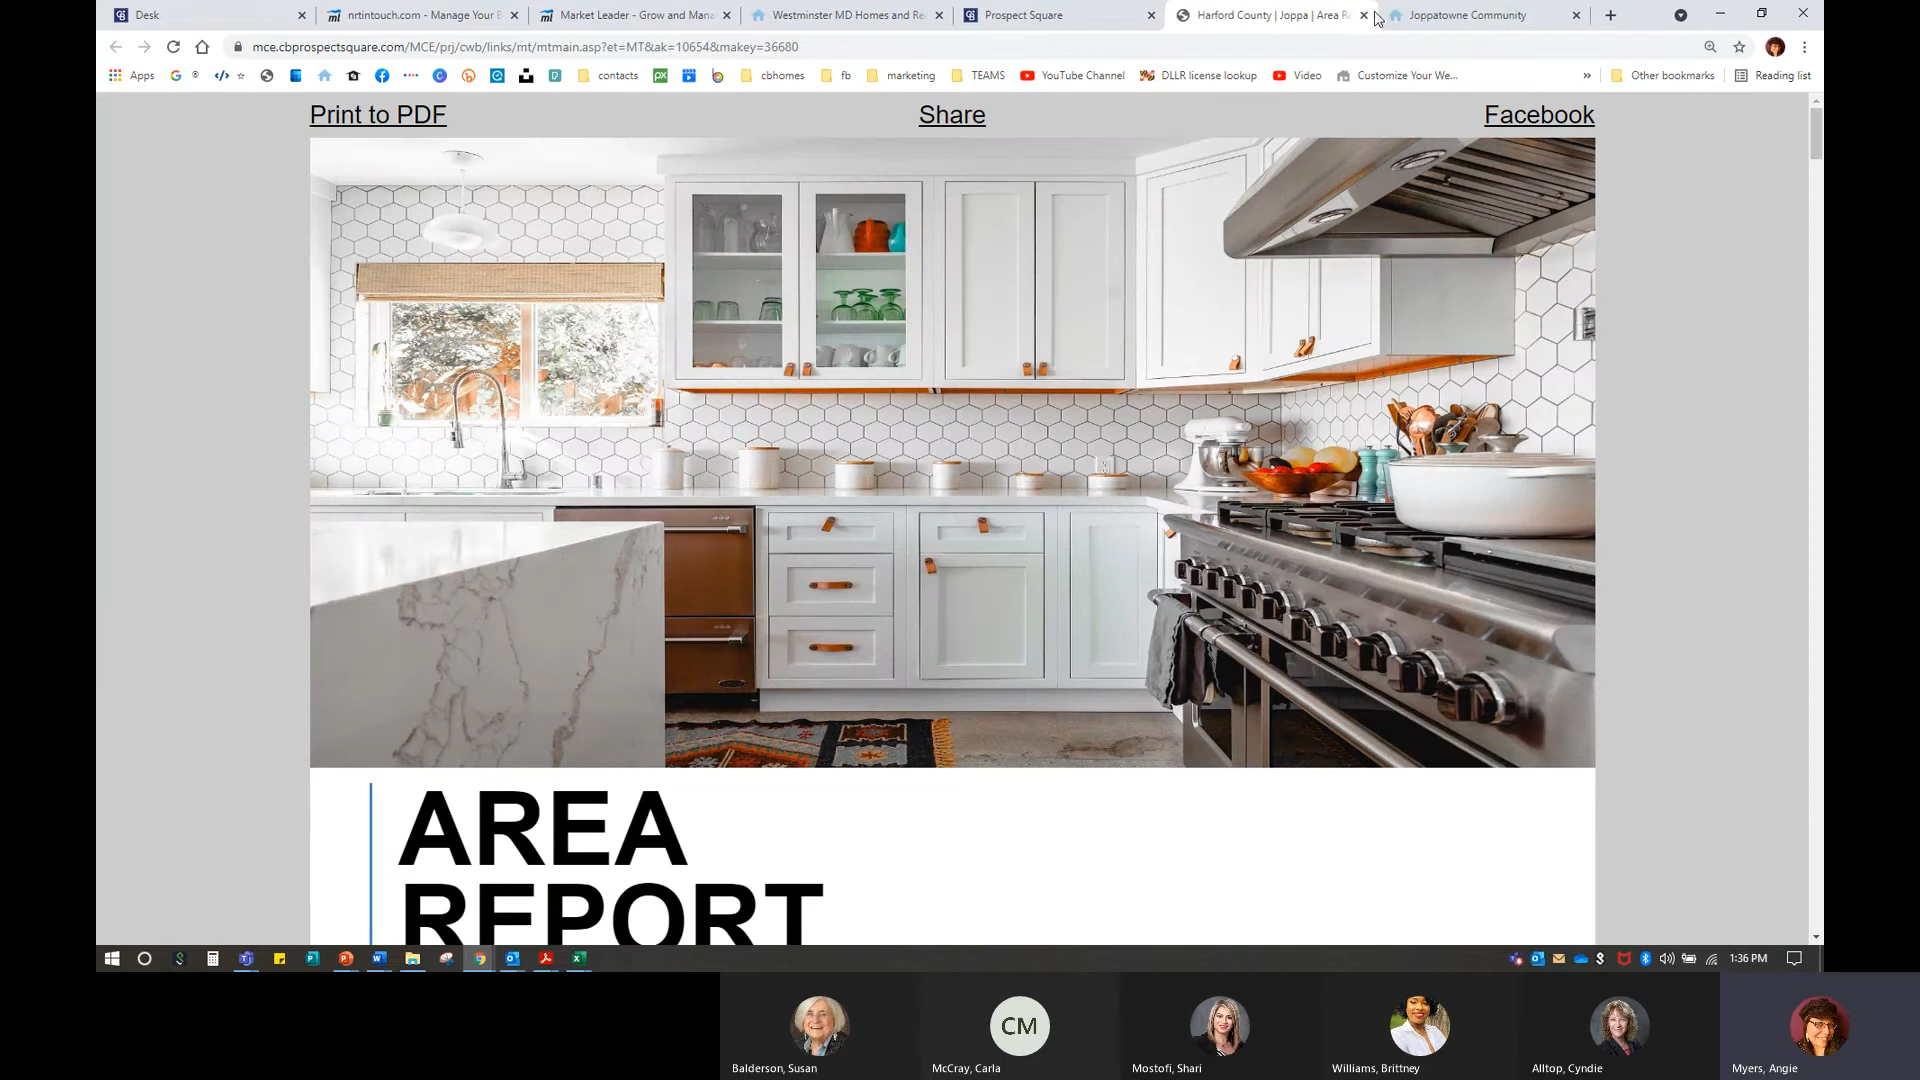 Desk
nrtintouch.com - Manage Your B
Market Leader - Grow and Mana
Westminster MD Homes and Re
Prospect Square
Harford County | Joppa | Area R
Joppatowne Community
mce.cbprospectsquare.com/MCE/prj/cwb/links/mt/mtmain.asp?et=MT&ak=10654&makey=36680
Apps
contacts
cbhomes
fb
marketing
TEAMS
YouTube Channel
DLLR license lookup
Video
Customize Your We...
»
Other bookmarks
Reading list
Print to PDF
Share
Facebook
AREA
REPORT
1:36 PM
CM
Balderson, Susan
McCray, Carla
Mostofi, Shari
Williams, Brittney
Alltop, Cyndie
Myers, Angie